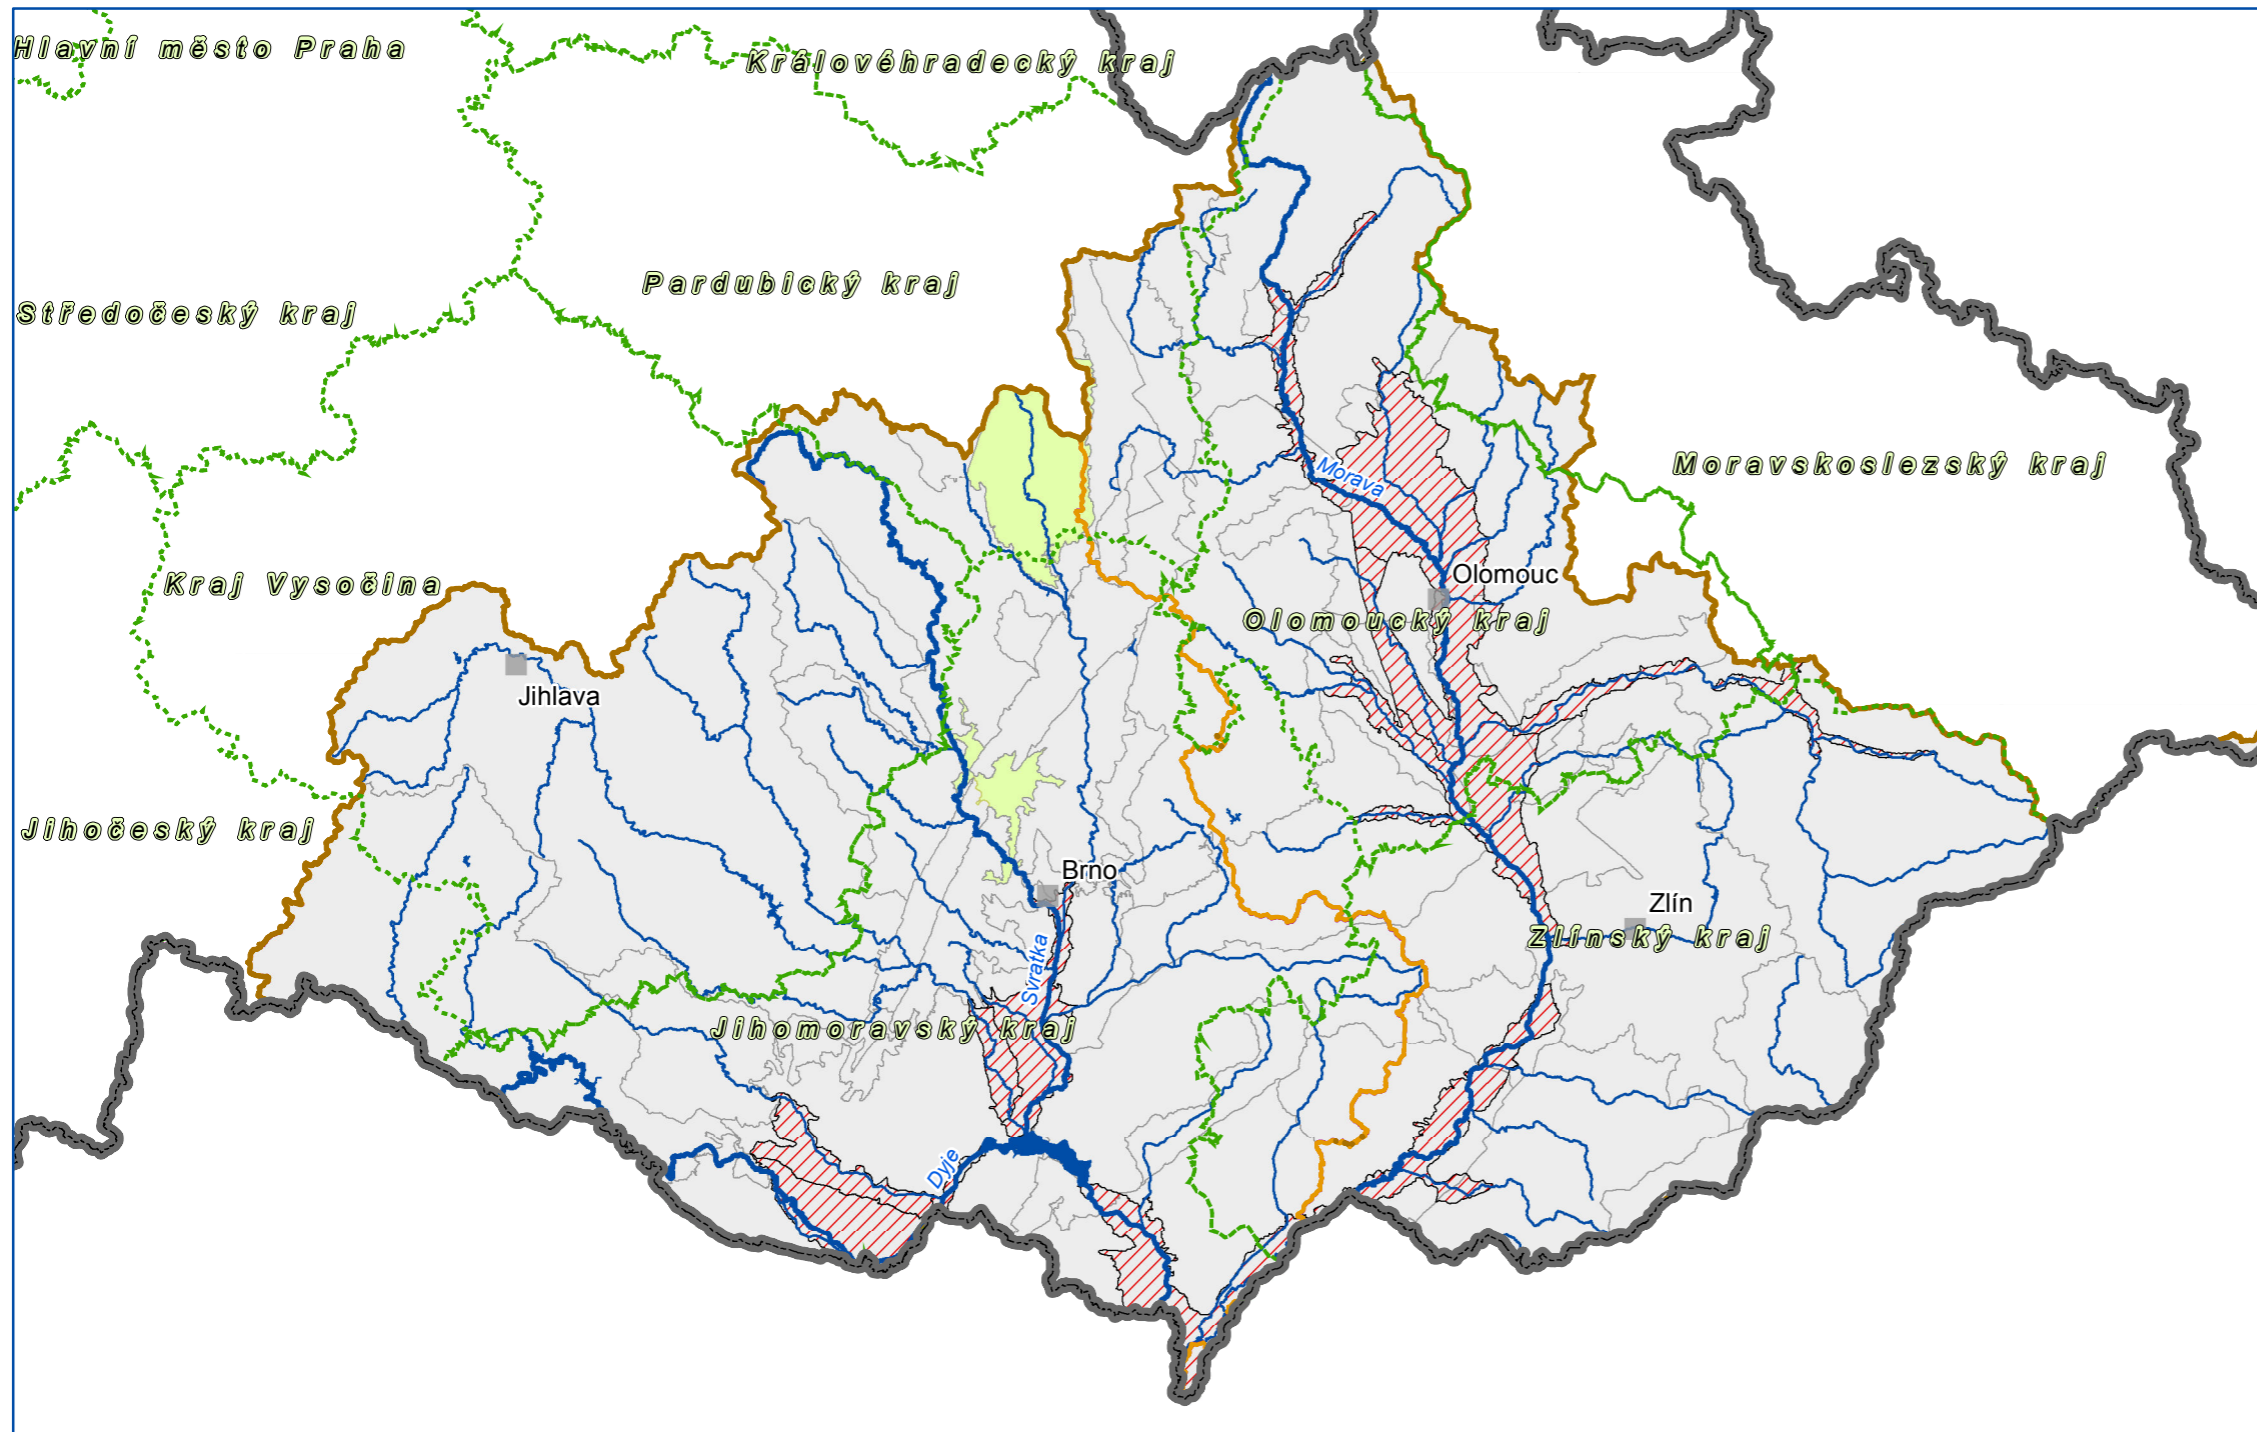 Hlavní město Praha
Královéhradecký kraj
Pardubický kraj
Středočeský kraj
Moravskoslezský kraj
Morava
Olomouc
Kraj Vysočina
Olomoucký kraj
Jihlava
Jihočeský kraj
Brno
Zlín
Zlínský kraj
Svratka
Jihomoravský kraj
Dyje